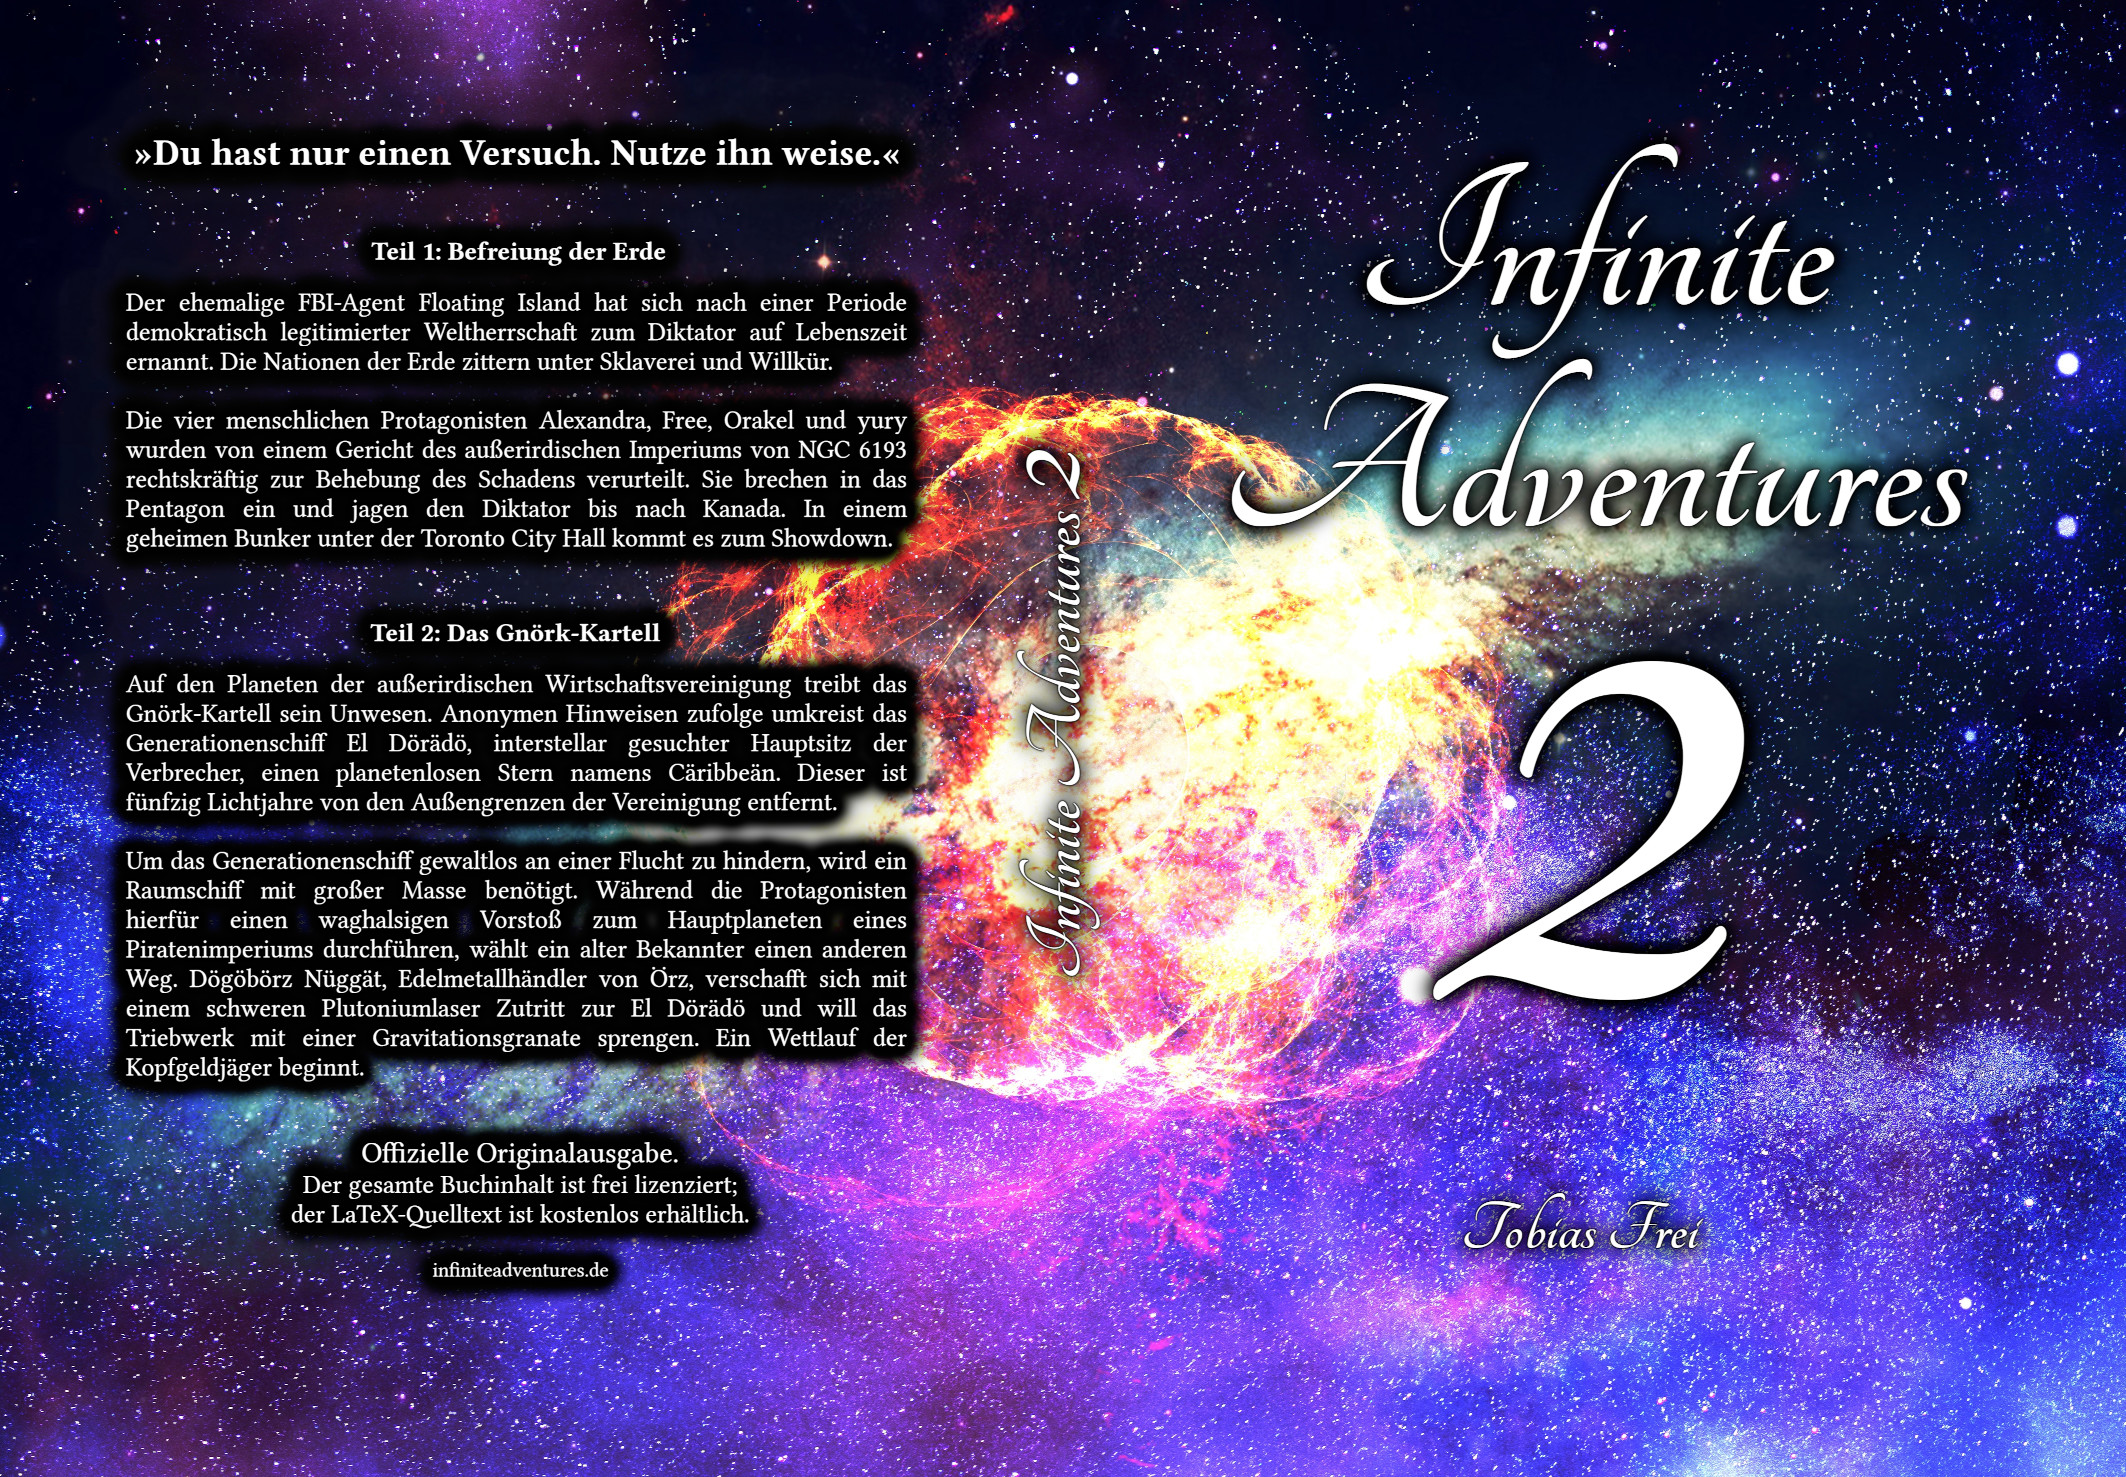 »Du hast nur einen Versuch. Nutze ihn weise.«
Teil 1: Befreiung der Erde
Der ehemalige FBI-Agent Floating Island hat sich nach einer Periode
demokratisch legitimierter Weltherrschaft zum Diktator auf Lebenszeit
ernannt. Die Nationen der Erde zittern unter Sklaverei und Willkür.
Die vier menschlichen Protagonisten Alexandra, Free, Orakel und yury
wurden von einem Gericht des außerirdischen Imperiums von NGC 6193
rechtskräftig zur Behebung des Schadens verurteilt. Sie brechen in das
Pentagon ein und jagen den Diktator bis nach Kanada. In einem
geheimen Bunker unter der Toronto City Hall kommt es zum Showdown.
Teil 2: Das Gnörk-Kartell
Auf den Planeten der außerirdischen Wirtschaftsvereinigung treibt das
Gnörk-Kartell sein Unwesen. Anonymen Hinweisen zufolge umkreist das
Generationenschiff El Dörädö, interstellar gesuchter Hauptsitz der
Verbrecher, einen planetenlosen Stern namens Cäribbeän. Dieser ist
fünfzig Lichtjahre von den Außengrenzen der Vereinigung entfernt.
Um das Generationenschiff gewaltlos an einer Flucht zu hindern, wird ein
Raumschiff mit großer Masse benötigt. Während die Protagonisten
hierfür einen waghalsigen Vorstoß zum Hauptplaneten eines
Piratenimperiums durchführen, wählt ein alter Bekannter einen anderen
Weg. Dögöbörz Nüggät, Edelmetallhändler von Örz, verschafft sich mit
einem schweren Plutoniumlaser Zutritt zur El Dörädö und will das
Triebwerk mit einer Gravitationsgranate sprengen. Ein Wettlauf der
Kopfgeldjäger beginnt.
Offizielle Originalausgabe.
Der gesamte Buchinhalt ist frei lizenziert;
der LaTeX-Quelltext ist kostenlos erhältlich.
infiniteadventures.de
Infinite Adventures 2
Infinite
Adventures
2
Tobias Frei